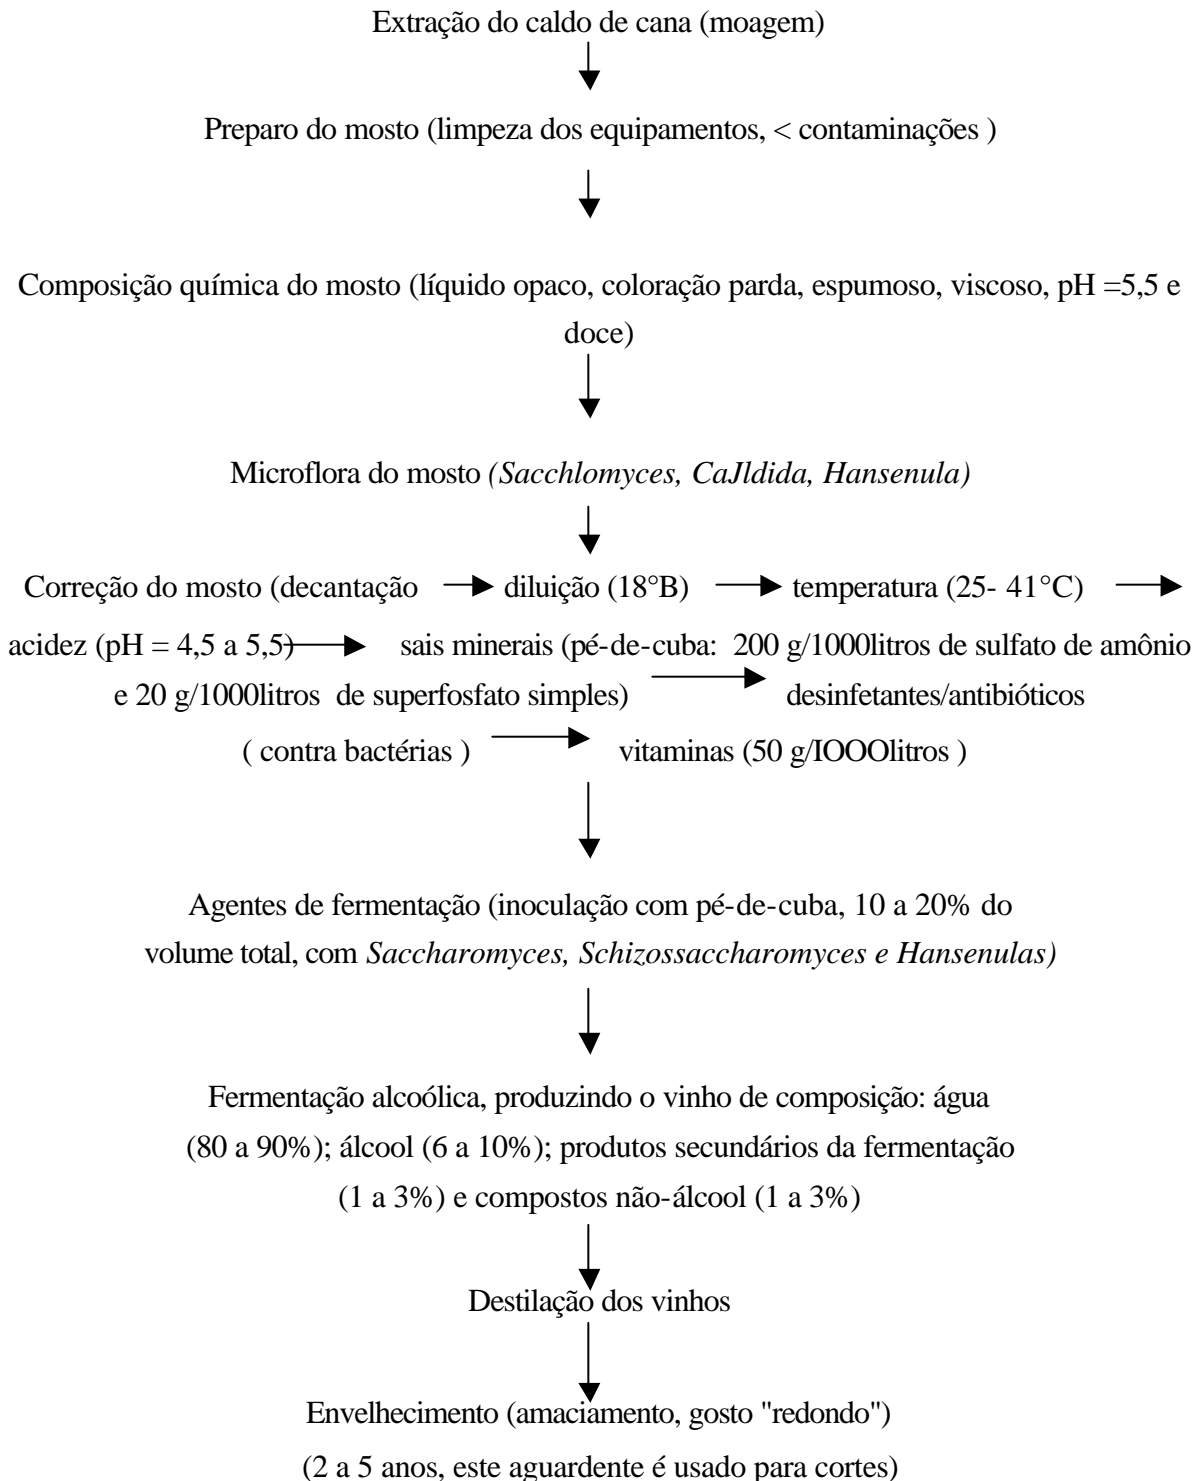 Extração do caldo de cana (moagem)
Preparo do mosto (limpeza dos equipamentos, < contaminações )
Composição química do mosto (líquido opaco, coloração parda, espumoso, viscoso, pH =5,5 e
doce)
Microflora do mosto (Sacchlomyces, CaJldida, Hansenula)
Correção do mosto (decantação → diluição (18°B) → temperatura (25- 41°C) →
acidez (pH = 4,5 a 5,5) → sais minerais (pé-de-cuba: 200 g/1000litros de sulfato de amônio
e 20 g/1000litros de superfosfato simples) → desinfetantes/antibióticos
( contra bactérias ) → vitaminas (50 g/IOOOlitros )
Agentes de fermentação (inoculação com pé-de-cuba, 10 a 20% do
volume total, com Saccharomyces, Schizossaccharomyces e Hansenulas)
Fermentação alcoólica, produzindo o vinho de composição: água
(80 a 90%); álcool (6 a 10%); produtos secundários da fermentação
(1 a 3%) e compostos não-álcool (1 a 3%)
Destilação dos vinhos
Envelhecimento (amaciamento, gosto "redondo")
(2 a 5 anos, este aguardente é usado para cortes)